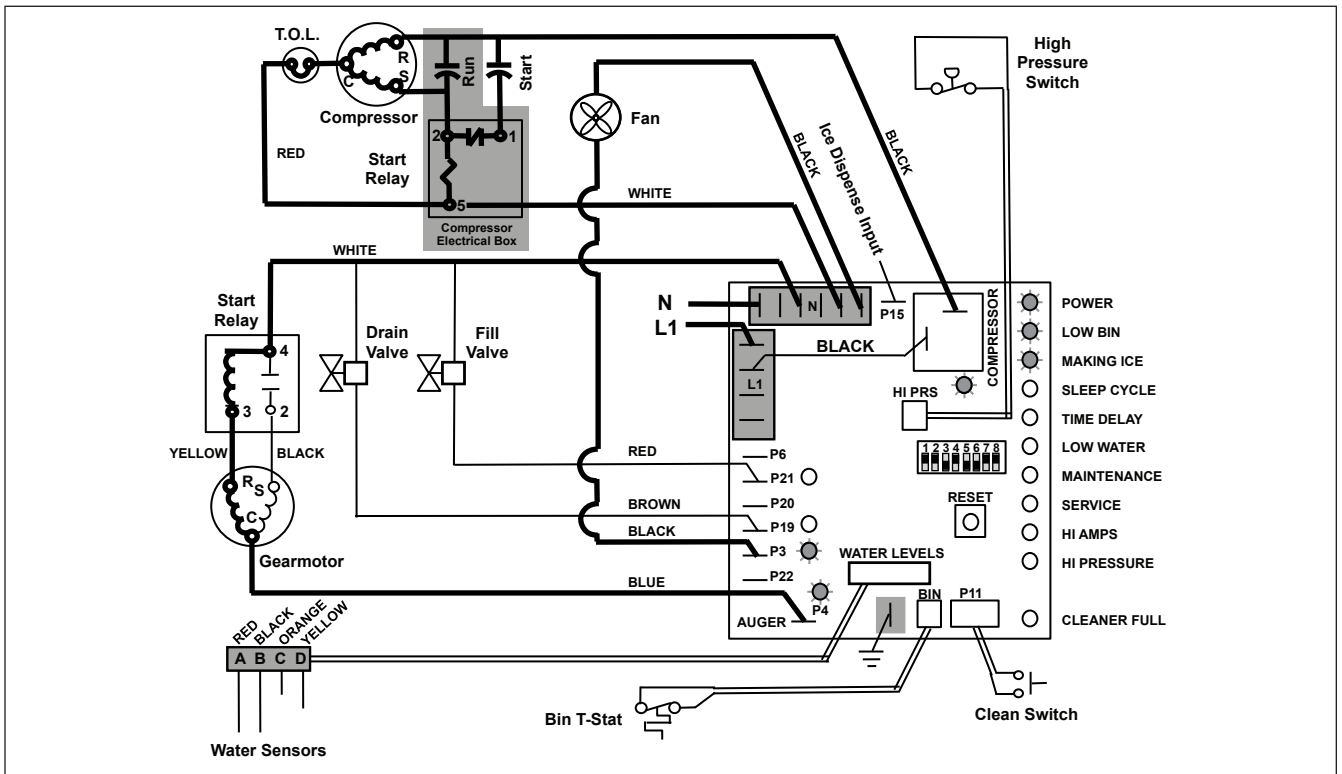 T.O.L.
R
S
C
Compressor
Run
Start
2
1
Start
Relay
5
Compressor
Electrical Box
RED
Fan
BLACK
Ice Dispense Input
BLACK
High
Pressure
Switch
WHITE
WHITE
Start
Relay
4
3
2
YELLOW
BLACK
R
S
C
Gearmotor
Drain
Valve
Fill
Valve
N
L1
N
P15
BLACK
L1
COMPRESSOR
HI PRS
1 2 3 4 5 6 7 8
RESET
POWER
LOW BIN
MAKING ICE
SLEEP CYCLE
TIME DELAY
LOW WATER
MAINTENANCE
SERVICE
HI AMPS
HI PRESSURE
CLEANER FULL
RED
P6
P21
BROWN
P20
P19
BLACK
P3
P22
BLUE
P4
AUGER
WATER LEVELS
BIN
P11
RED
BLACK
ORANGE
YELLOW
A B C D
Water Sensors
Bin T-Stat
Clean Switch